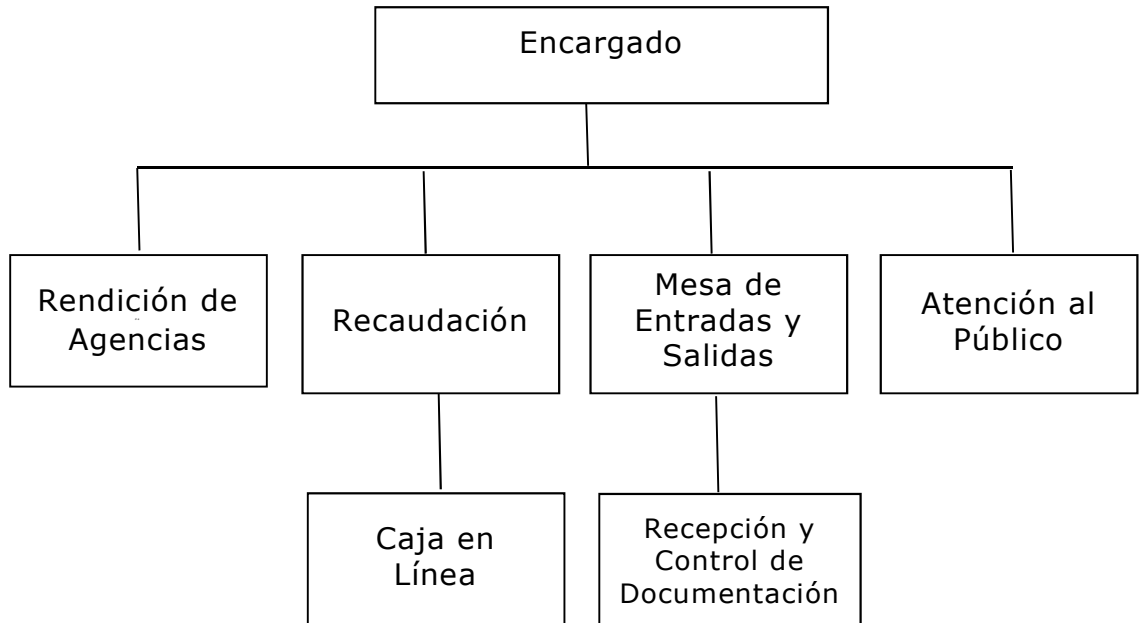 Encargado
Rendición de
Agencias
Recaudación
Mesa de
Entradas y
Salidas
Atención al
Público
Caja en
Línea
Recepción y
Control de
Documentación